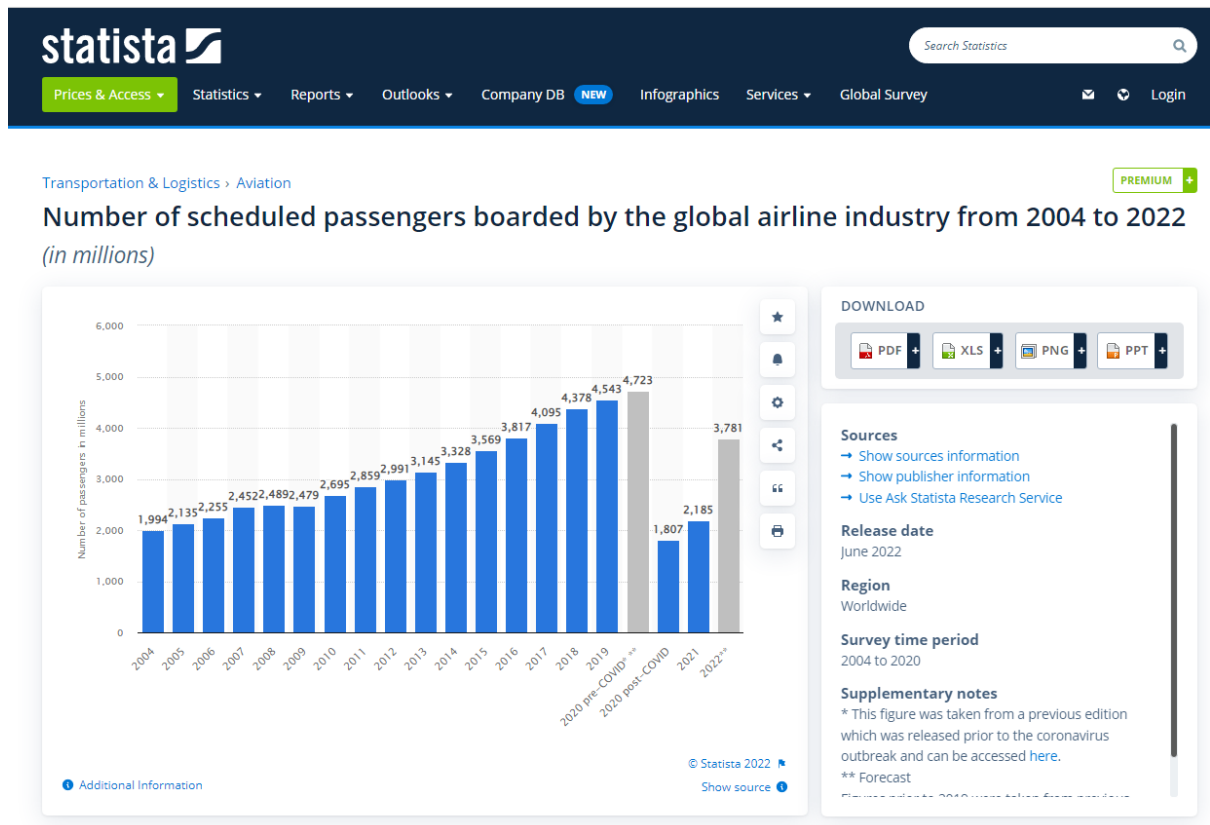 statista
Search Statistics
Prices & Access Statistics Reports Outlooks Company DB NEW Infographics Services Global Survey Login
Transportation & Logistics › Aviation
PREMIUM +
Number of scheduled passengers boarded by the global airline industry from 2004 to 2022
(in millions)
Number of passengers in millions
6,000
5,000
4,000
3,000
2,000
1,000
0
1,994
2,135
2,255
2,452
2,489
2,479
2,695
2,859
2,991
3,145
3,328
3,569
3,817
4,095
4,378
4,543
4,723
1,807
2,185
3,781
2004
2005
2006
2007
2008
2009
2010
2011
2012
2013
2014
2015
2016
2017
2018
2019
2020 pre-COVID* **
2020 post-COVID
2021
2022**
© Statista 2022
Additional Information
Show source
DOWNLOAD
PDF + XLS + PNG + PPT +
Sources
→ Show sources information
→ Show publisher information
→ Use Ask Statista Research Service
Release date
June 2022
Region
Worldwide
Survey time period
2004 to 2020
Supplementary notes
* This figure was taken from a previous edition
which was released prior to the coronavirus
outbreak and can be accessed here.
** Forecast